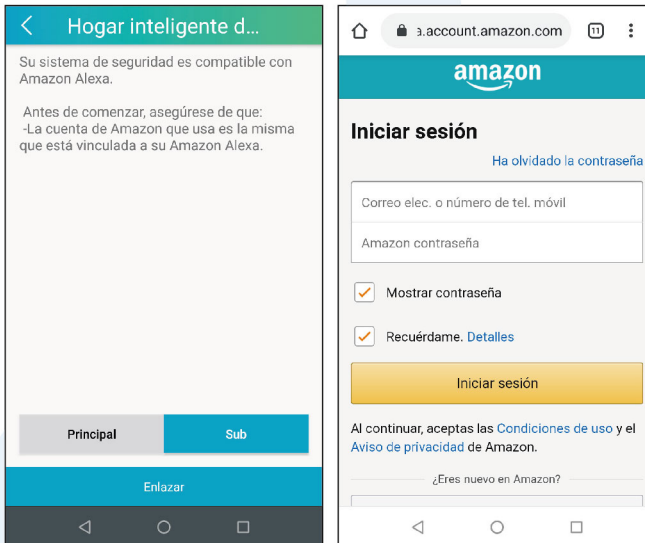 Hogar inteligente d...
Su sistema de seguridad es compatible con
Amazon Alexa.
Antes de comenzar, asegúrese de que:
-La cuenta de Amazon que usa es la misma
que está vinculada a su Amazon Alexa.
Principal
Sub
Enlazar
a.account.amazon.com
11
amazon
Iniciar sesión
Ha olvidado la contraseña
Correo elec. o número de tel. móvil
Amazon contraseña
Mostrar contraseña
Recuérdame. Detalles
Iniciar sesión
Al continuar, aceptas las Condiciones de uso y el
Aviso de privacidad de Amazon.
¿Eres nuevo en Amazon?